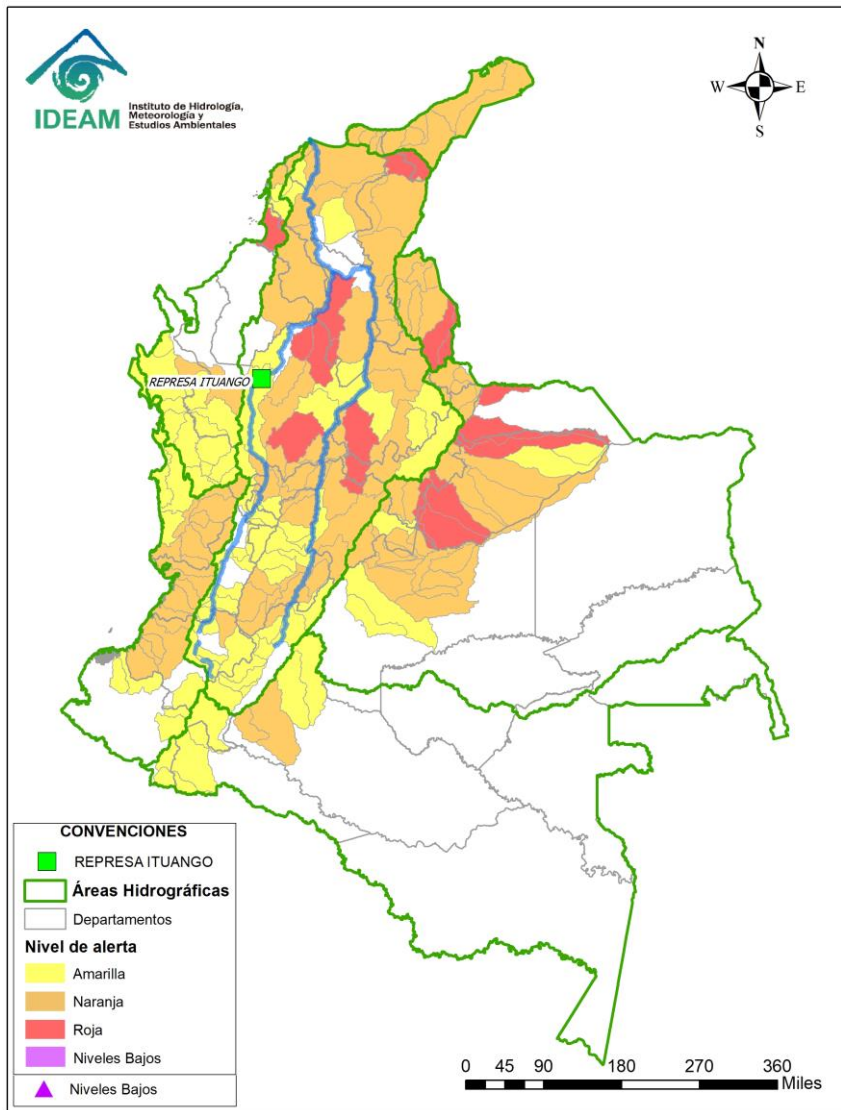 IDEAM
Instituto de Hidrología,
Meteorología y
Estudios Ambientales
N
W
E
S
REPRESA ITUANGO
CONVENCIONES
REPRESA ITUANGO
Áreas Hidrográficas
Departamentos
Nivel de alerta
Amarilla
Naranja
Roja
Niveles Bajos
Niveles Bajos
0 45 90 180 270 360
Miles